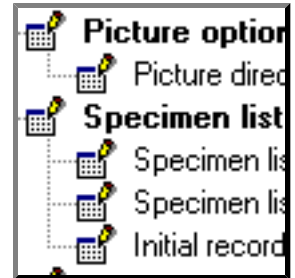 Picture option
Picture direc
Specimen list
Specimen lis
Specimen lis
Initial record